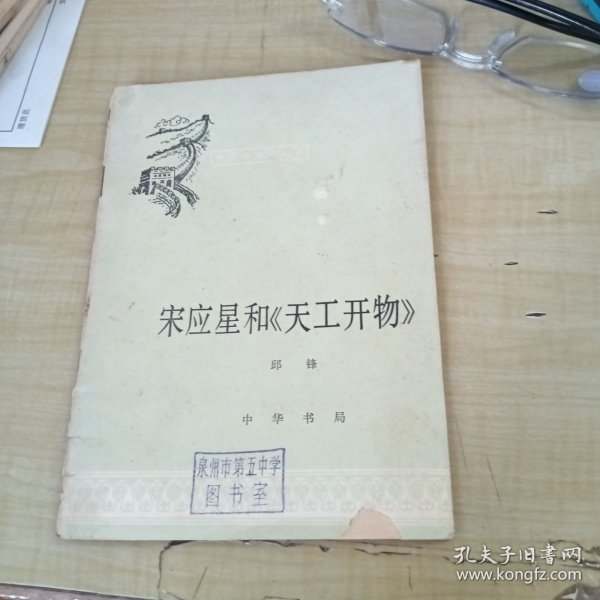 宋应星和《天工开物》
邱 锋
中 华 书 局
泉州市第五中学
图书室
孔夫子旧书网
www.kongfz.com